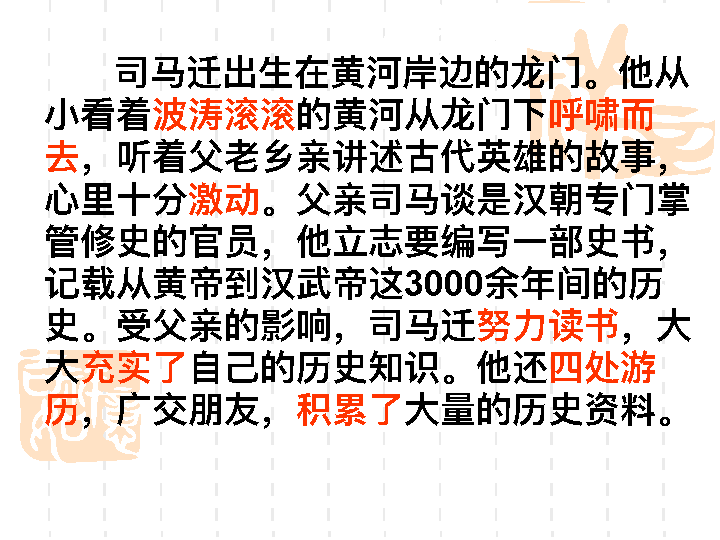 司马迁出生在黄河岸边的龙门。他从
小看着波涛滚滚的黄河从龙门下呼啸而
去，听着父老乡亲讲述古代英雄的故事，
心里十分激动。父亲司马谈是汉朝专门掌
管修史的官员，他立志要编写一部史书，
记载从黄帝到汉武帝这3000余年间的历
史。受父亲的影响，司马迁努力读书，大
大充实了自己的历史知识。他还四处游
历，广交朋友，积累了大量的历史资料。